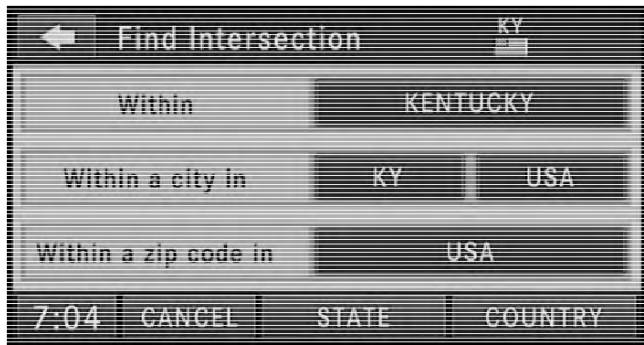 Find Intersection KY
Within KENTUCKY
Within a city in KY USA
Within a zip code in USA
7:04 CANCEL STATE COUNTRY